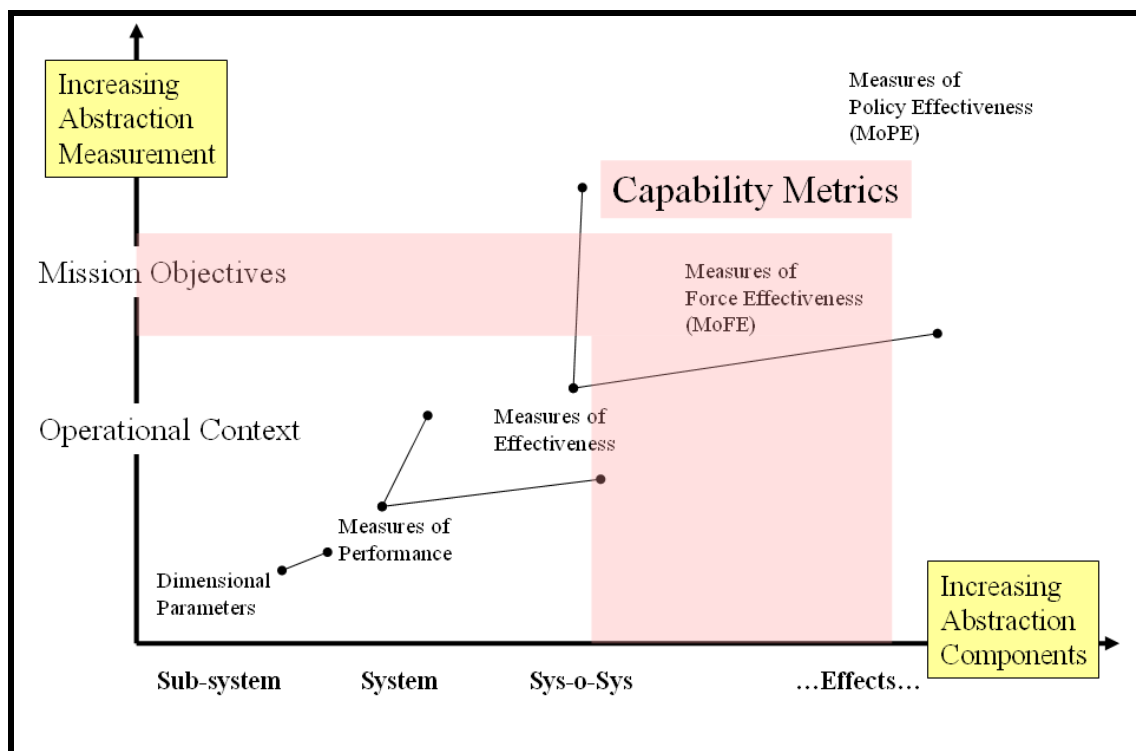 Increasing
Abstraction
Measurement
Measures of
Policy Effectiveness
(MoPE)
Capability Metrics
Mission Objectives
Measures of
Force Effectiveness
(MoFE)
Operational Context
Measures of
Effectiveness
Measures of
Performance
Dimensional
Parameters
Increasing
Abstraction
Components
Sub-system
System
Sys-o-Sys
…Effects…